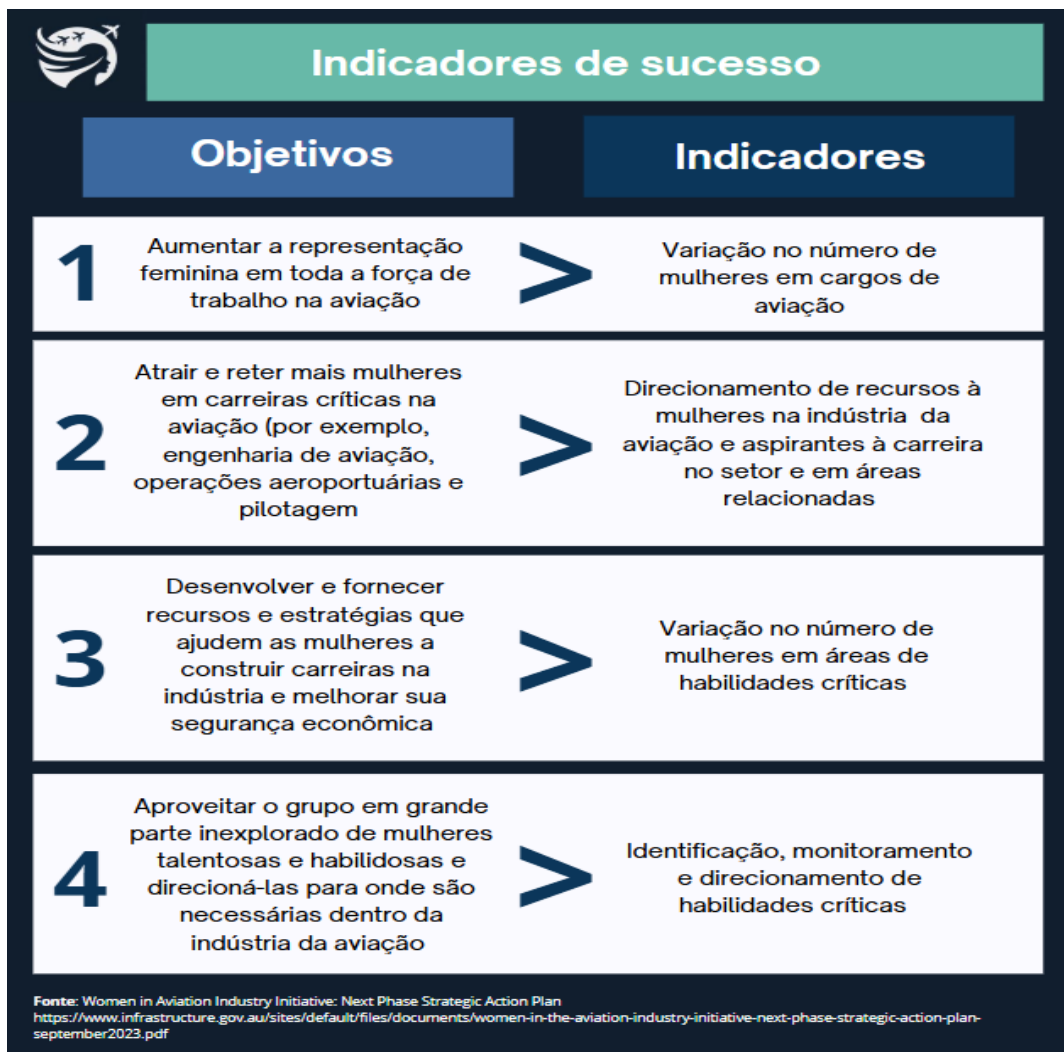 Indicadores de sucesso
Objetivos
Indicadores
1
Aumentar a representação
feminina em toda a força de
trabalho na aviação
>
Variação no número de
mulheres em cargos de
aviação
2
Atrair e reter mais mulheres
em carreiras críticas na
aviação (por exemplo,
engenharia de aviação,
operações aeroportuárias e
pilotagem
>
Direcionamento de recursos à
mulheres na indústria da
aviação e aspirantes à carreira
no setor e em áreas
relacionadas
3
Desenvolver e fornecer
recursos e estratégias que
ajudem as mulheres a
construir carreiras na
indústria e melhorar sua
segurança econômica
>
Variação no número de
mulheres em áreas de
habilidades críticas
4
Aproveitar o grupo em grande
parte inexplorado de mulheres
talentosas e habilidosas e
direcioná-las para onde são
necessárias dentro da
indústria da aviação
>
Identificação, monitoramento
e direcionamento de
habilidades críticas
Fonte: Women in Aviation Industry Initiative: Next Phase Strategic Action Plan
https://www.infrastructure.gov.au/sites/default/files/documents/women-in-the-aviation-industry-initiative-next-phase-strategic-action-plan-
september2023.pdf